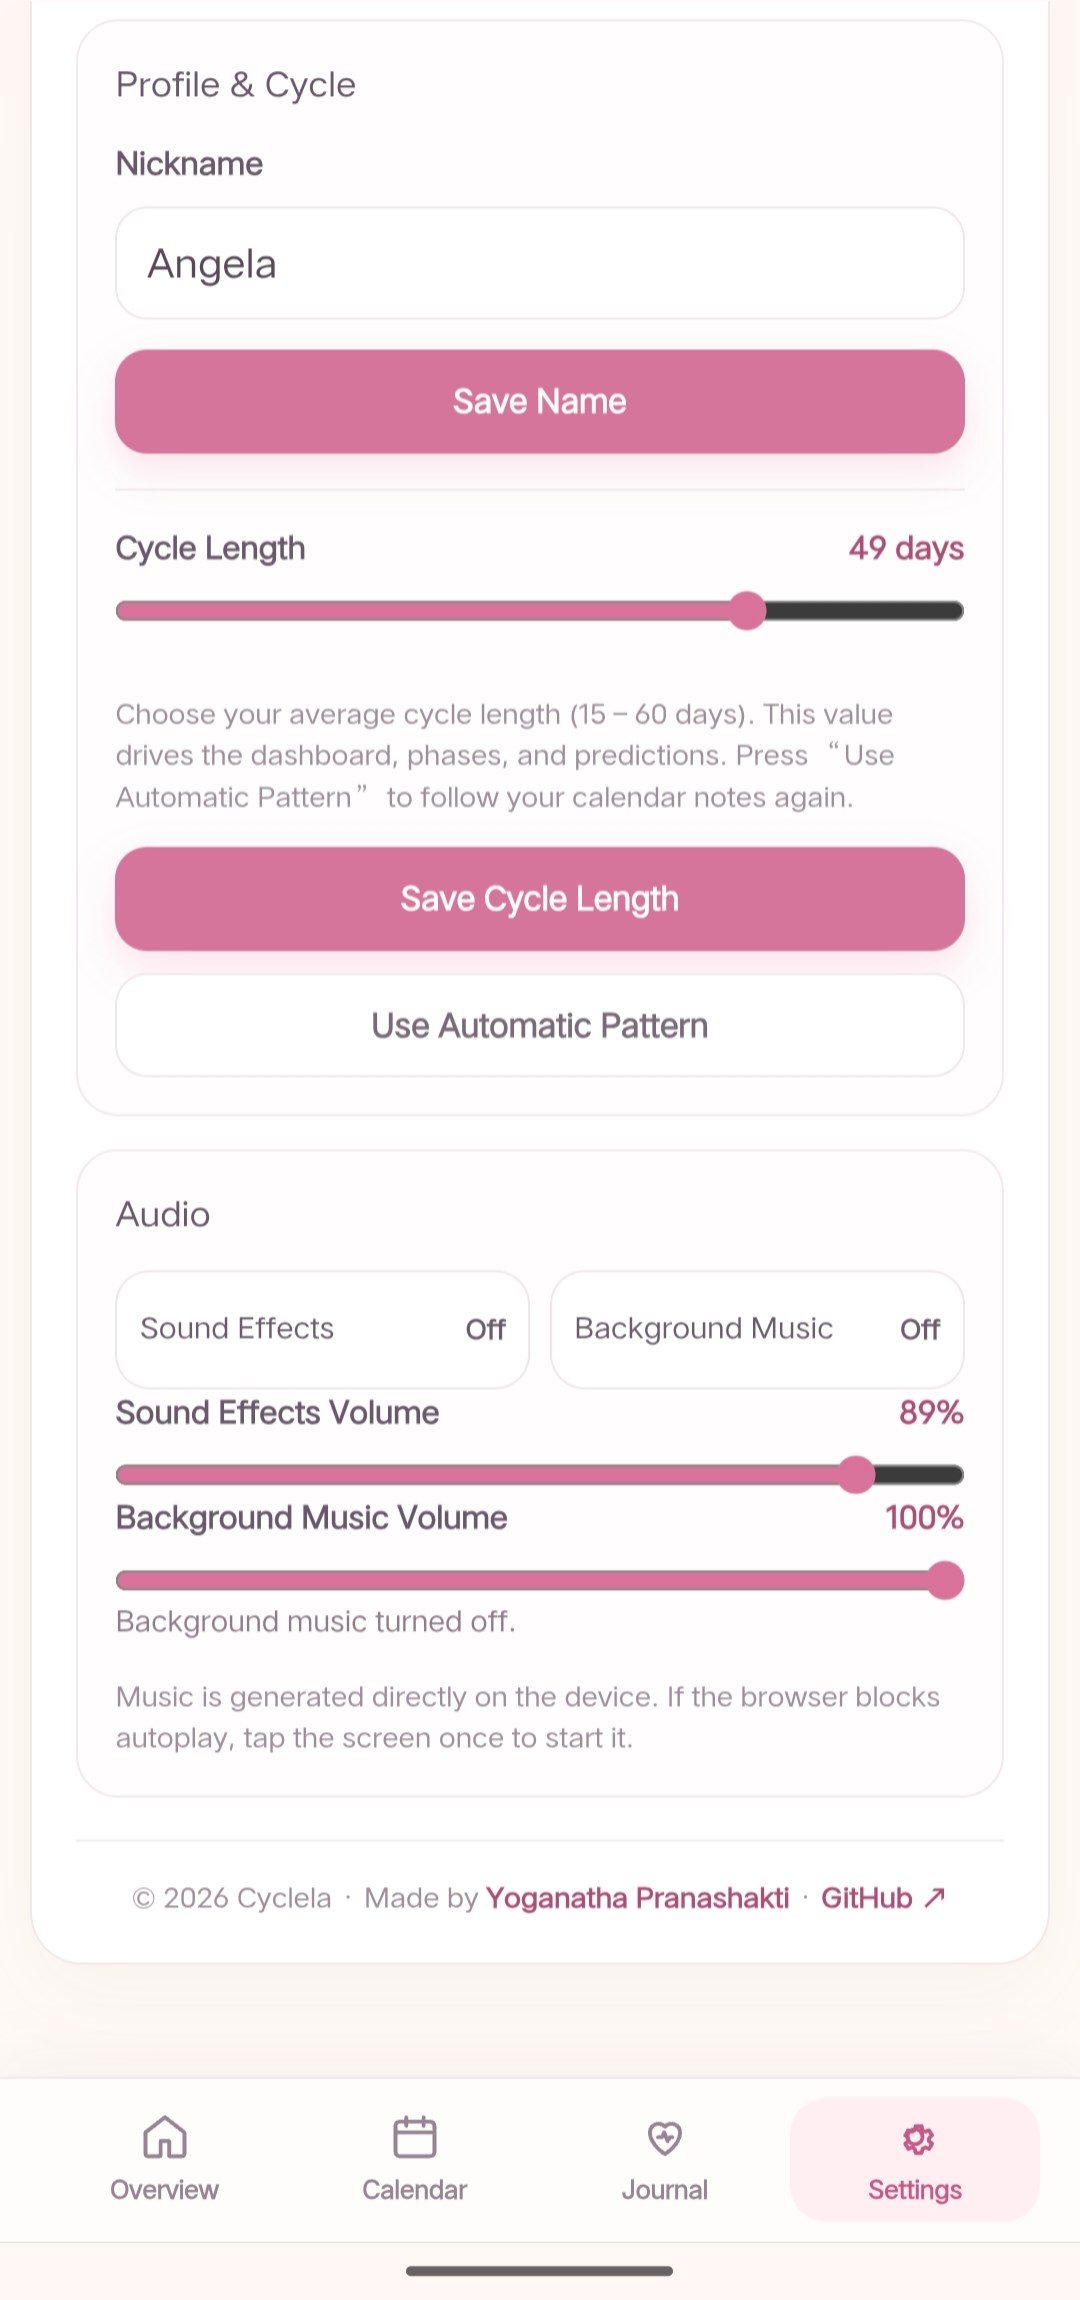 Profile & Cycle
Nickname
Angela
Save Name
Cycle Length 49 days
Choose your average cycle length (15 – 60 days). This value
drives the dashboard, phases, and predictions. Press “Use
Automatic Pattern” to follow your calendar notes again.
Save Cycle Length
Use Automatic Pattern
Audio
Sound Effects Off Background Music Off
Sound Effects Volume 89%
Background Music Volume 100%
Background music turned off.
Music is generated directly on the device. If the browser blocks
autoplay, tap the screen once to start it.
© 2026 Cyclela · Made by Yoganatha Pranashakti · GitHub ↗
Overview Calendar Journal Settings